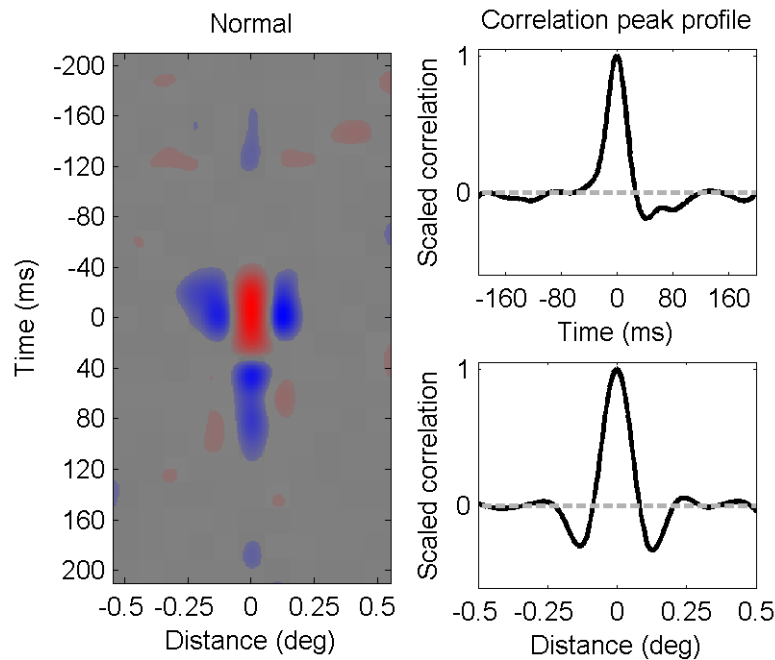 Normal
-200
-160
-120
-80
-40
0
40
80
120
160
200
Time (ms)
-0.5 -0.25 0 0.25 0.5
Distance (deg)
Correlation peak profile
1
0
Scaled correlation
-160 -80 0 80 160
Time (ms)
1
0
Scaled correlation
-0.5 -0.25 0 0.25 0.5
Distance (deg)